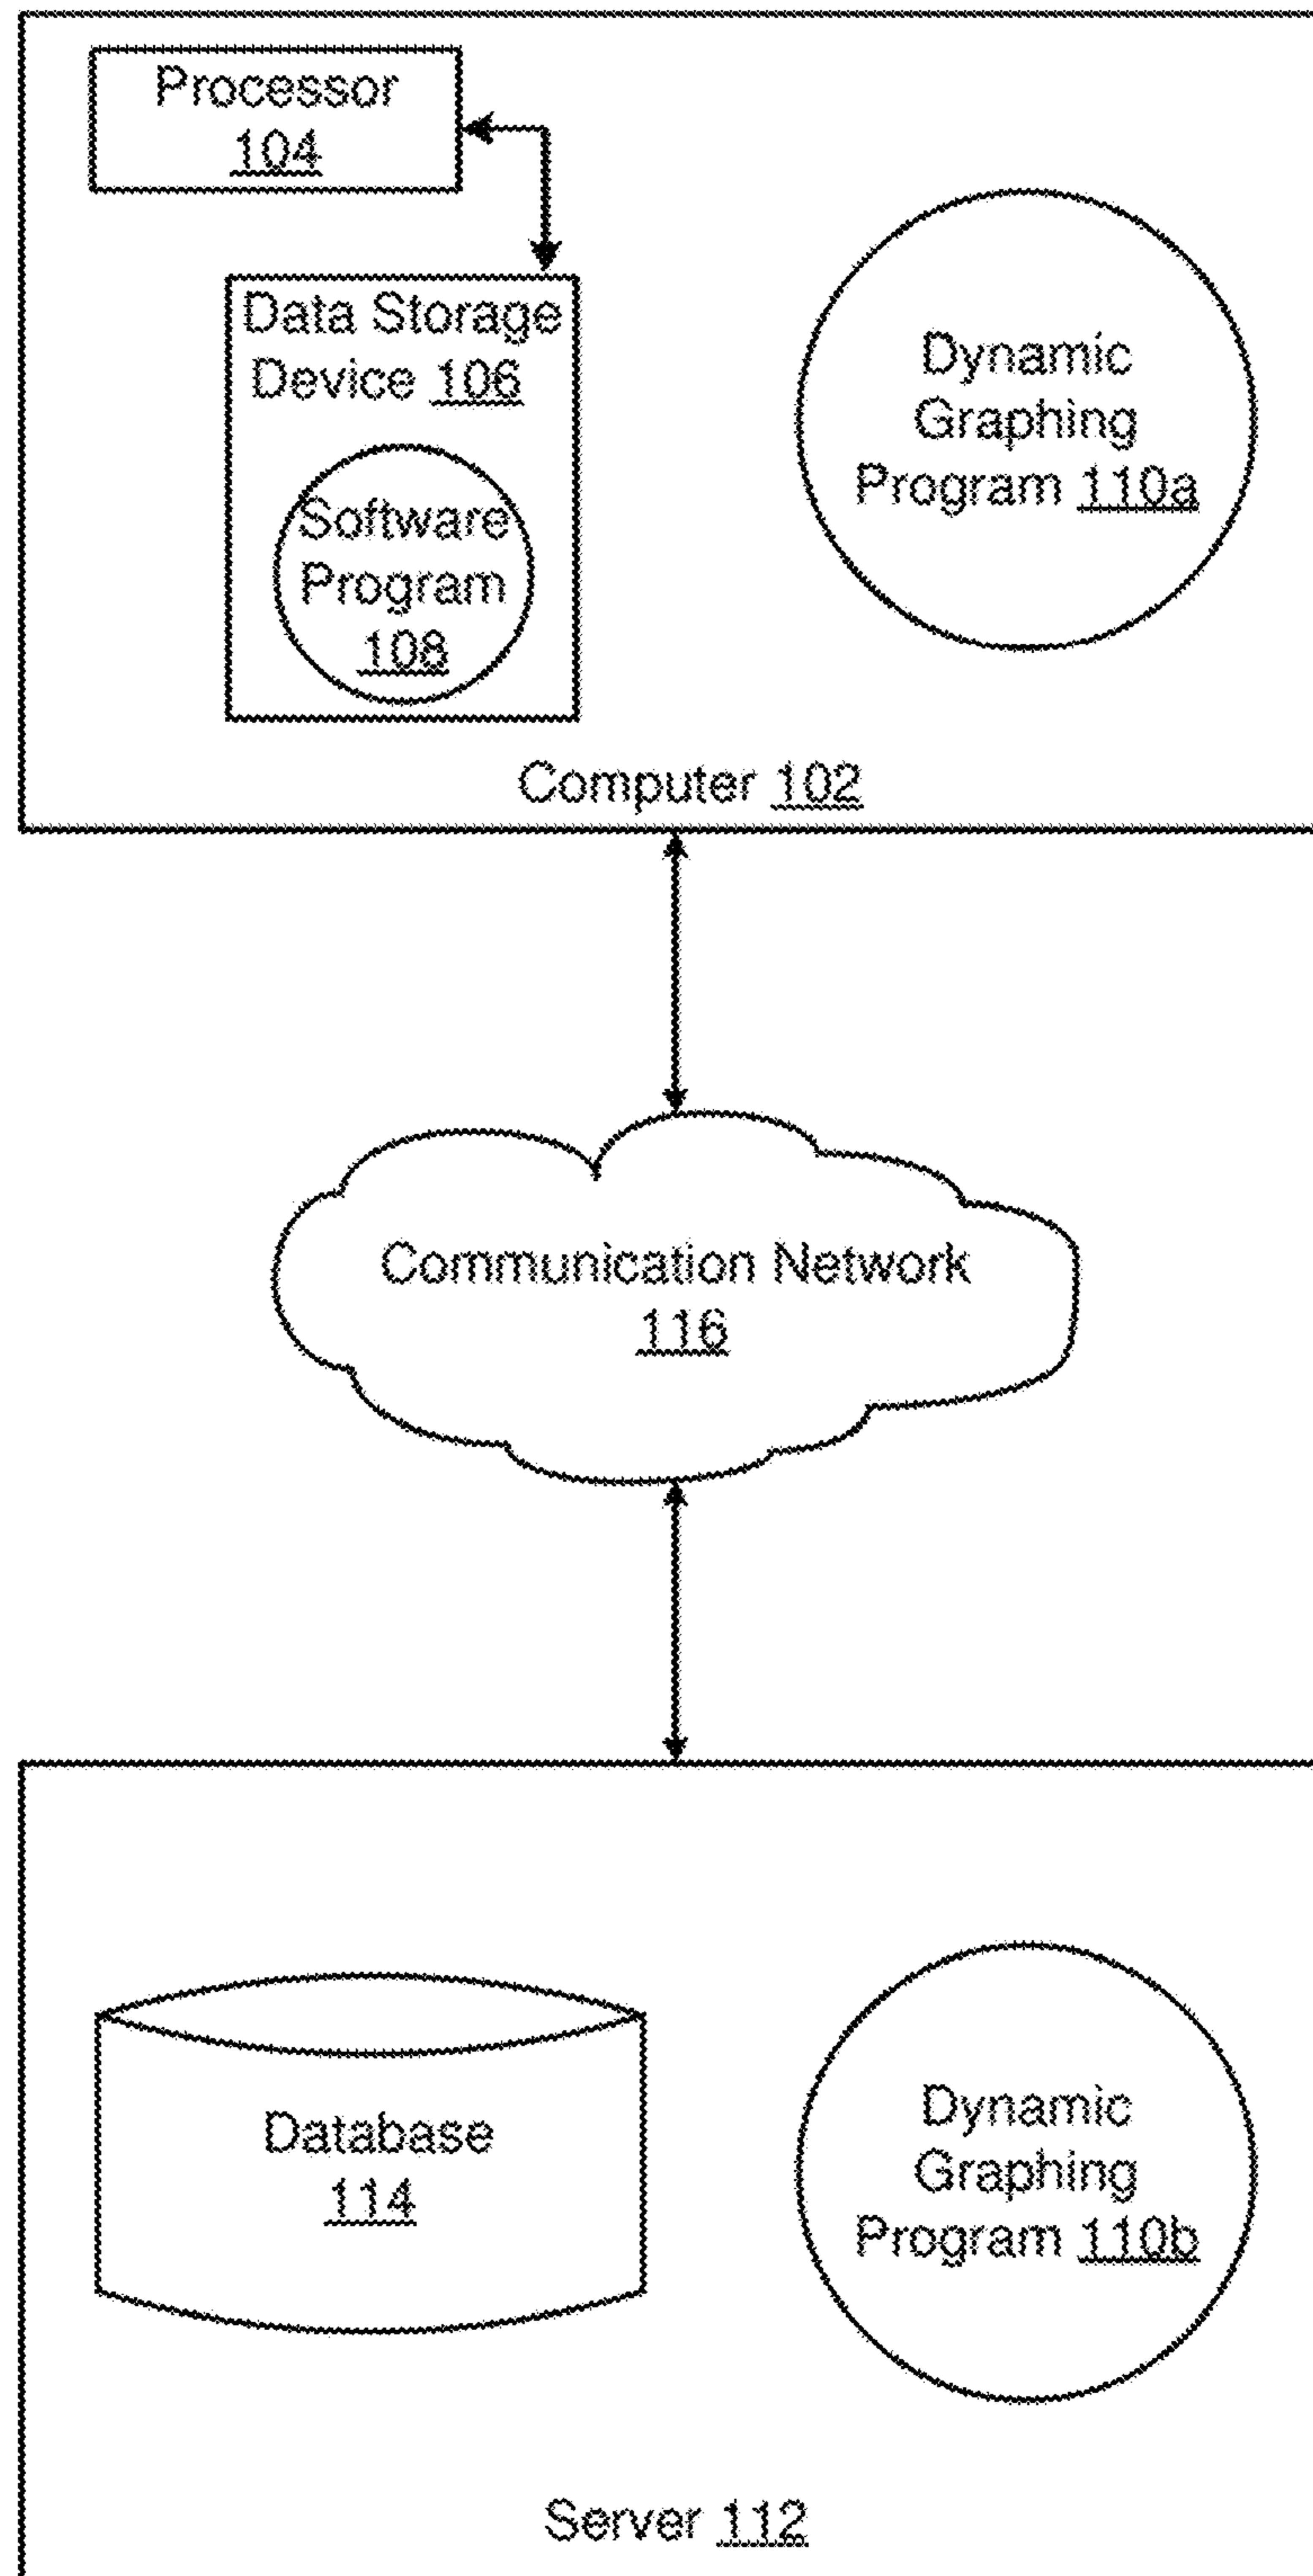 Processor
104
Data Storage
Device 106
Software
Program
108
Dynamic
Graphing
Program 110a
Computer 102
Communication Network
116
Database
114
Dynamic
Graphing
Program 110b
Server 112